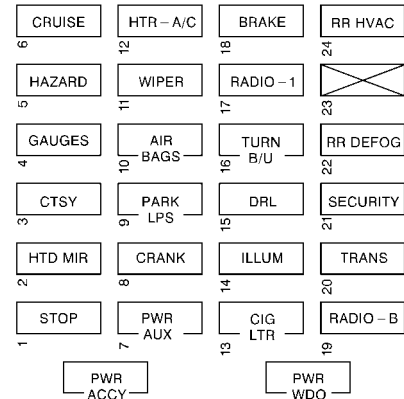 CRUISE HTR-A/C BRAKE RR HVAC
6 12 18 24
HAZARD WIPER RADIO-1
5 11 17 23
GAUGES AIR BAGS TURN B/U RR DEFOG
4 10 16 22
CTSY PARK LPS DRL SECURITY
3 9 15 21
HTD MIR CRANK ILLUM TRANS
2 8 14 20
STOP PWR AUX CIG LTR RADIO-B
1 7 13 19
PWR ACCY PWR WDO